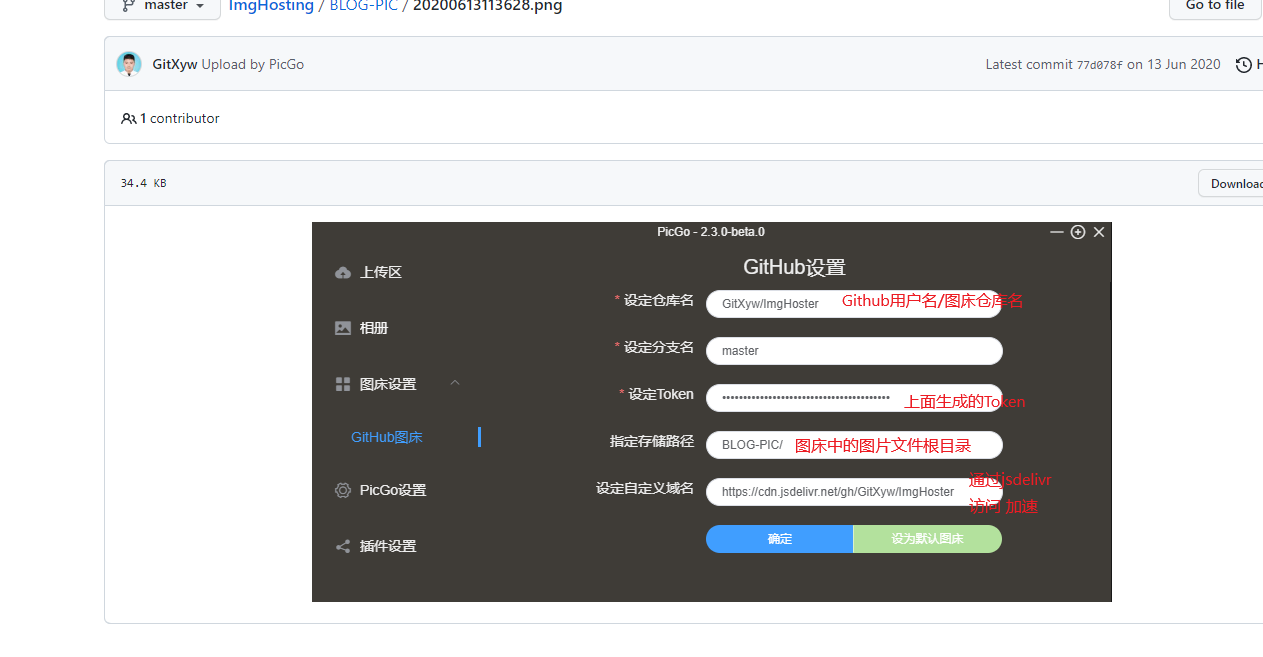 master
ImgHosting / BLOG-PIC / 20200613113628.png
Go to file
GitXyw Upload by PicGo
Latest commit 77d078f on 13 Jun 2020
1 contributor
34.4 KB
Download
PicGo - 2.3.0-beta.0
上传区
相册
图床设置
GitHub图床
PicGo设置
插件设置
GitHub设置
* 设定仓库名 GitXyw/ImgHoster Github用户名/图床仓库名
* 设定分支名 master
* 设定Token •••••••••••••••••••••••••••••••••••••••• 上面生成的Token
指定存储路径 BLOG-PIC/ 图床中的图片文件根目录
设定自定义域名 https://cdn.jsdelivr.net/gh/GitXyw/ImgHoster 通过jsdelivr
访问 加速
确定 设为默认图床